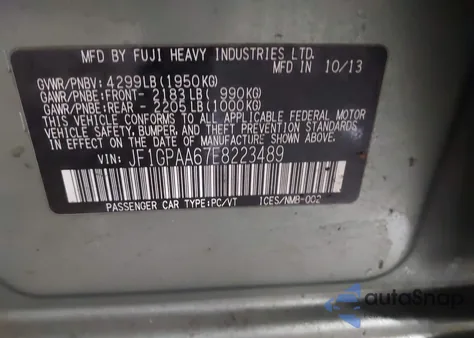 MFD BY FUJI HEAVY INDUSTRIES LTD.
MFD IN 10/13
GVWR/PNBV: 4299LB (1950KG)
GAWR/PNBE:FRONT- 2183LB ( 990KG)
GAWR/PNBE:REAR - 2205LB (1000KG)
THIS VEHICLE CONFORMS TO ALL APPLICABLE FEDERAL MOTOR
VEHICLE SAFETY, BUMPER, AND THEFT PREVENTION STANDARDS
IN EFFECT ON THE DATE OF MANUFACTURE SHOWN ABOVE.
VIN: JF1GPAA67E8223489
PASSENGER CAR TYPE:PC/VT ICES/NMB-002
autoSnap